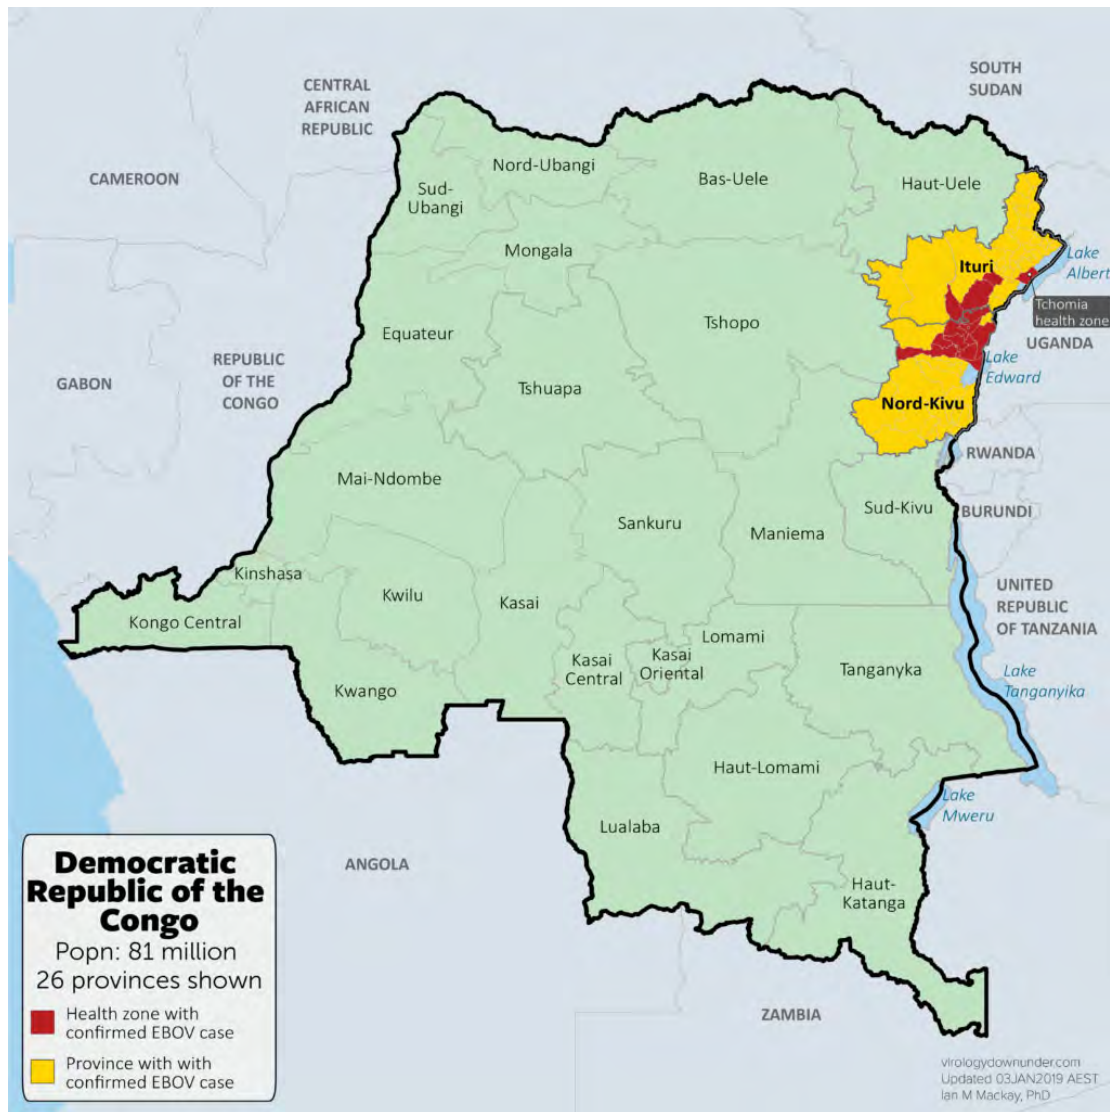 SOUTH
SUDAN
CENTRAL
AFRICAN
REPUBLIC
CAMEROON
Nord-Ubangi
Bas-Uele
Haut-Uele
Sud-
Ubangi
Mongala
Lake
Albert
Ituri
Tchomia
health zone
Equateur
Tshopo
UGANDA
REPUBLIC
OF THE
CONGO
GABON
Lake
Edward
Tshuapa
Nord-Kivu
RWANDA
Mai-Ndombe
Sud-Kivu
BURUNDI
Sankuru
Maniema
Kinshasa
Kwilu
Kasai
UNITED
REPUBLIC
OF TANZANIA
Kongo Central
Lomami
Kasai
Central
Kasai
Oriental
Tanganyika
Lake
Tanganyika
Kwango
Haut-Lomami
Lake
Mweru
Lualaba
ANGOLA
Haut-
Katanga
ZAMBIA
Democratic
Republic of the
Congo
Popn: 81 million
26 provinces shown
Health zone with
confirmed EBOV case
Province with with
confirmed EBOV case
virologydownunder.com
Updated 03JAN2019 AEST
Ian M Mackay, PhD